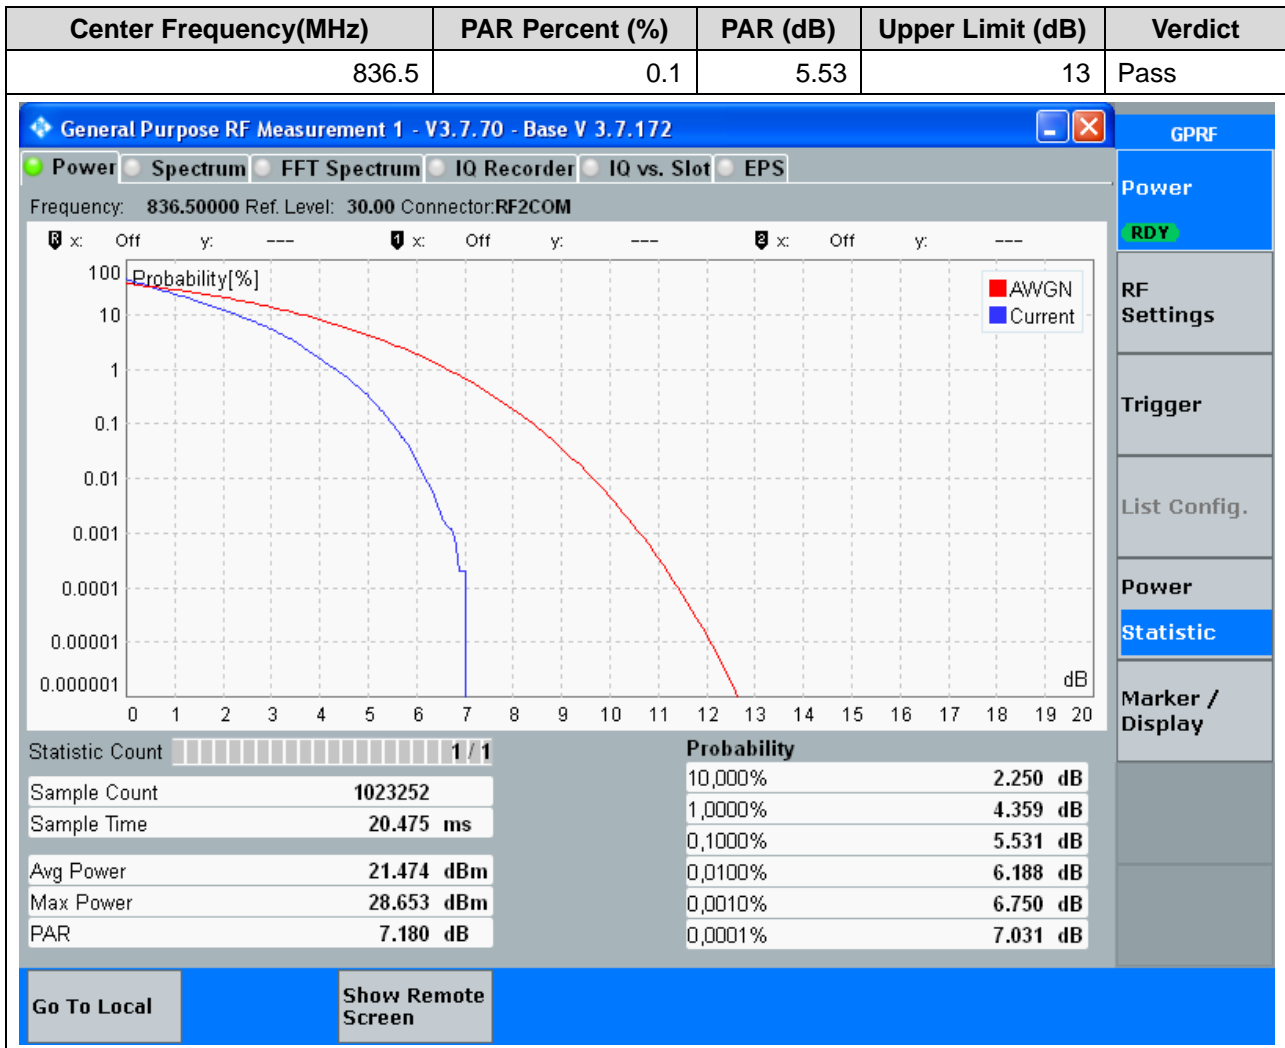 Center Frequency(MHz) PAR Percent (%) PAR (dB) Upper Limit (dB) Verdict
836.5 0.1 5.53 13 Pass
General Purpose RF Measurement 1 - V3.7.70 - Base V 3.7.172
GPRF
Power Spectrum FFT Spectrum IQ Recorder IQ vs. Slot EPS
Power
RDY
Frequency: 836.50000 Ref. Level: 30.00 Connector:RF2COM
R x: Off y: --- 1 x: Off y: --- 2 x: Off y: ---
Probability[%]
AWGN
Current
100
10
1
0.1
0.01
0.001
0.0001
0.00001
0.000001
dB
0 1 2 3 4 5 6 7 8 9 10 11 12 13 14 15 16 17 18 19 20
RF
Settings
Trigger
List Config.
Power
Statistic
Marker /
Display
Statistic Count 1 / 1
Sample Count 1023252
Sample Time 20.475 ms
Avg Power 21.474 dBm
Max Power 28.653 dBm
PAR 7.180 dB
Probability
10,000% 2.250 dB
1,0000% 4.359 dB
0,1000% 5.531 dB
0,0100% 6.188 dB
0,0010% 6.750 dB
0,0001% 7.031 dB
Go To Local
Show Remote
Screen